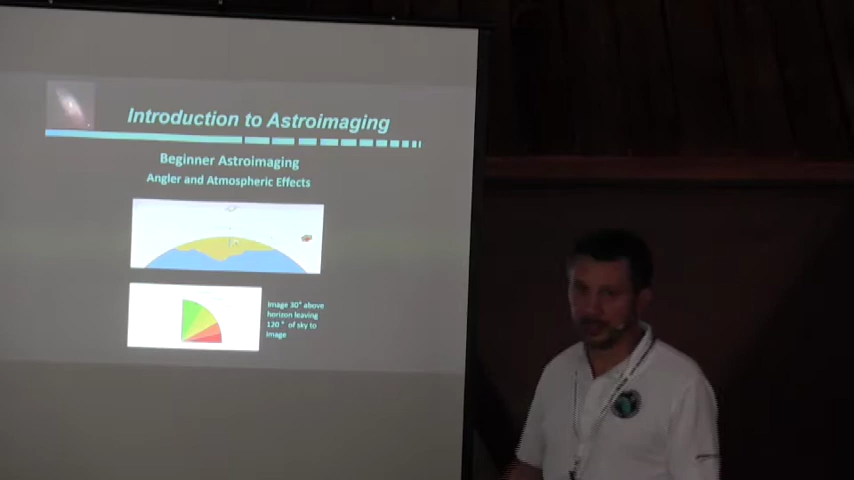 Introduction to Astroimaging
Beginner Astroimaging
Angler and Atmospheric Effects
Image 30° above
horizon leaving
120 ° of sky to
image